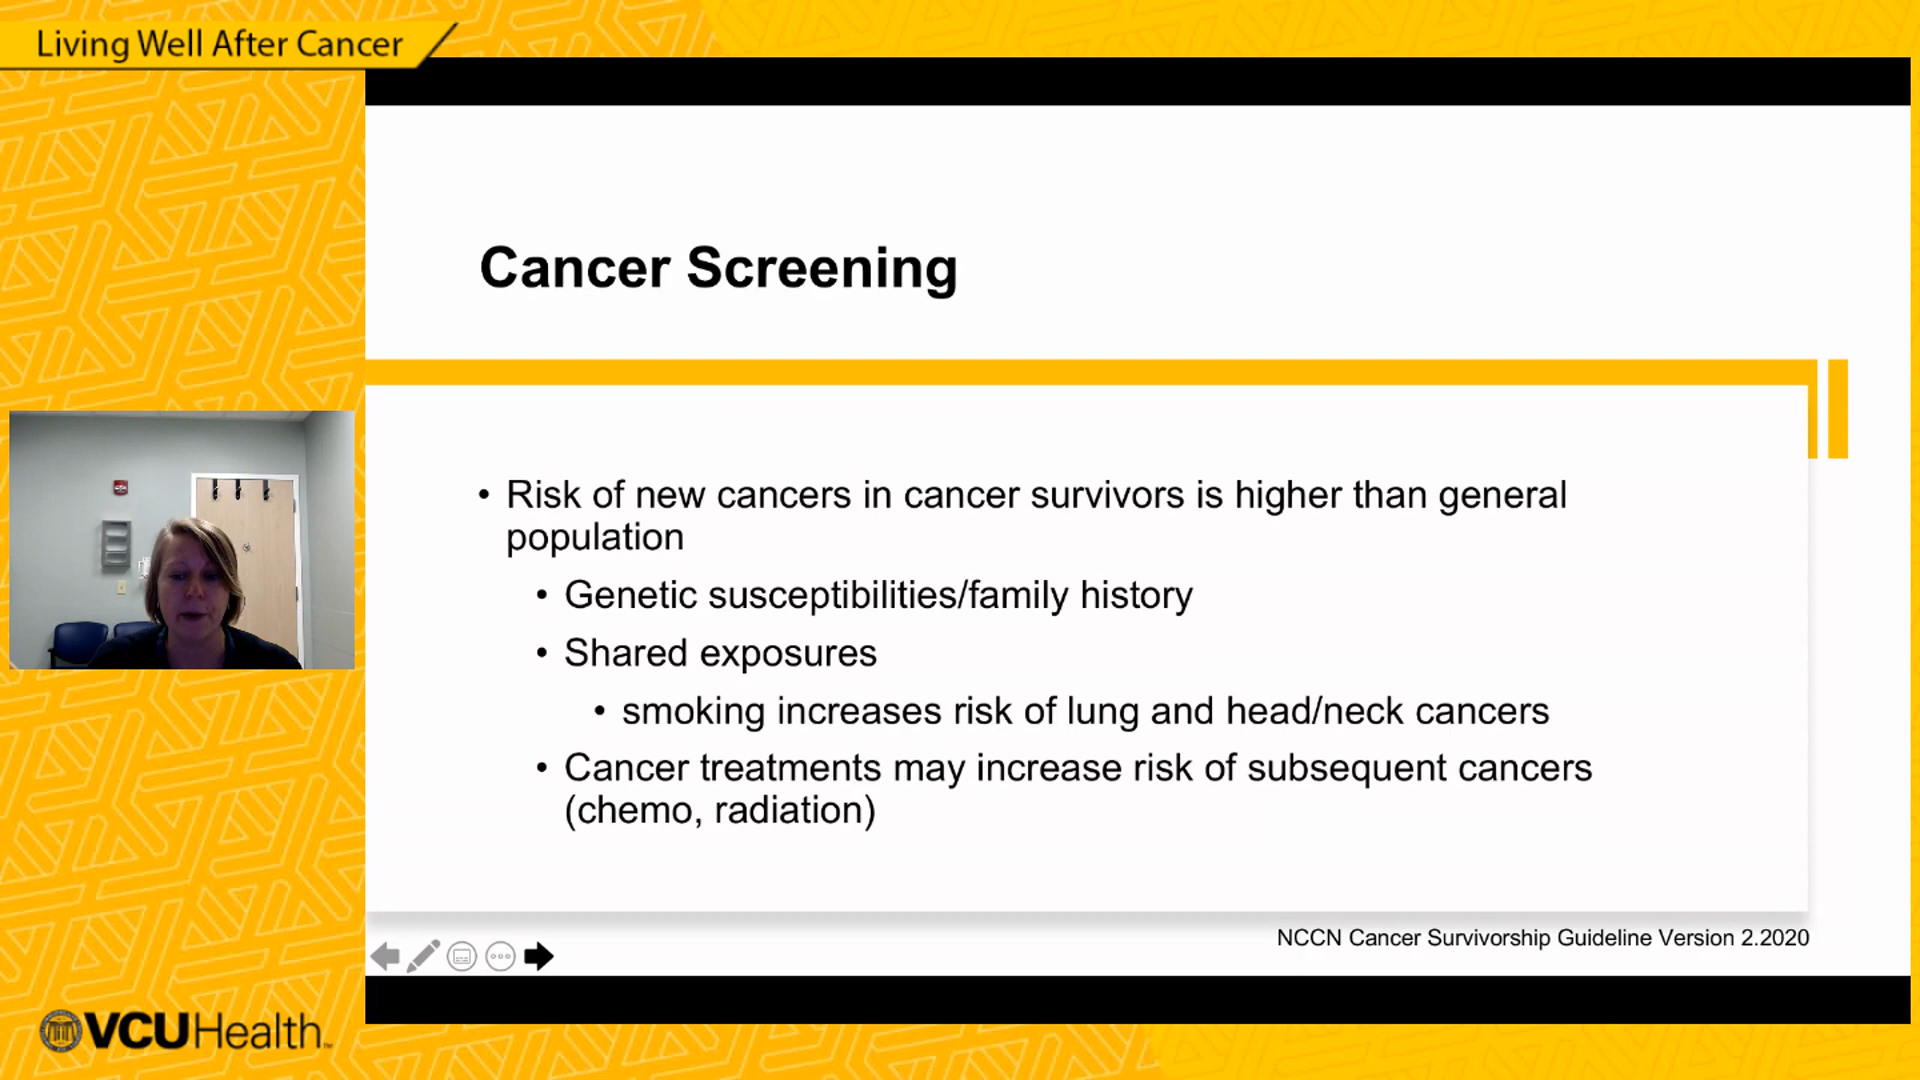 Living Well After Cancer
Cancer Screening
• Risk of new cancers in cancer survivors is higher than general
population
• Genetic susceptibilities/family history
• Shared exposures
• smoking increases risk of lung and head/neck cancers
• Cancer treatments may increase risk of subsequent cancers
(chemo, radiation)
NCCN Cancer Survivorship Guideline Version 2.2020
VCUHealth™